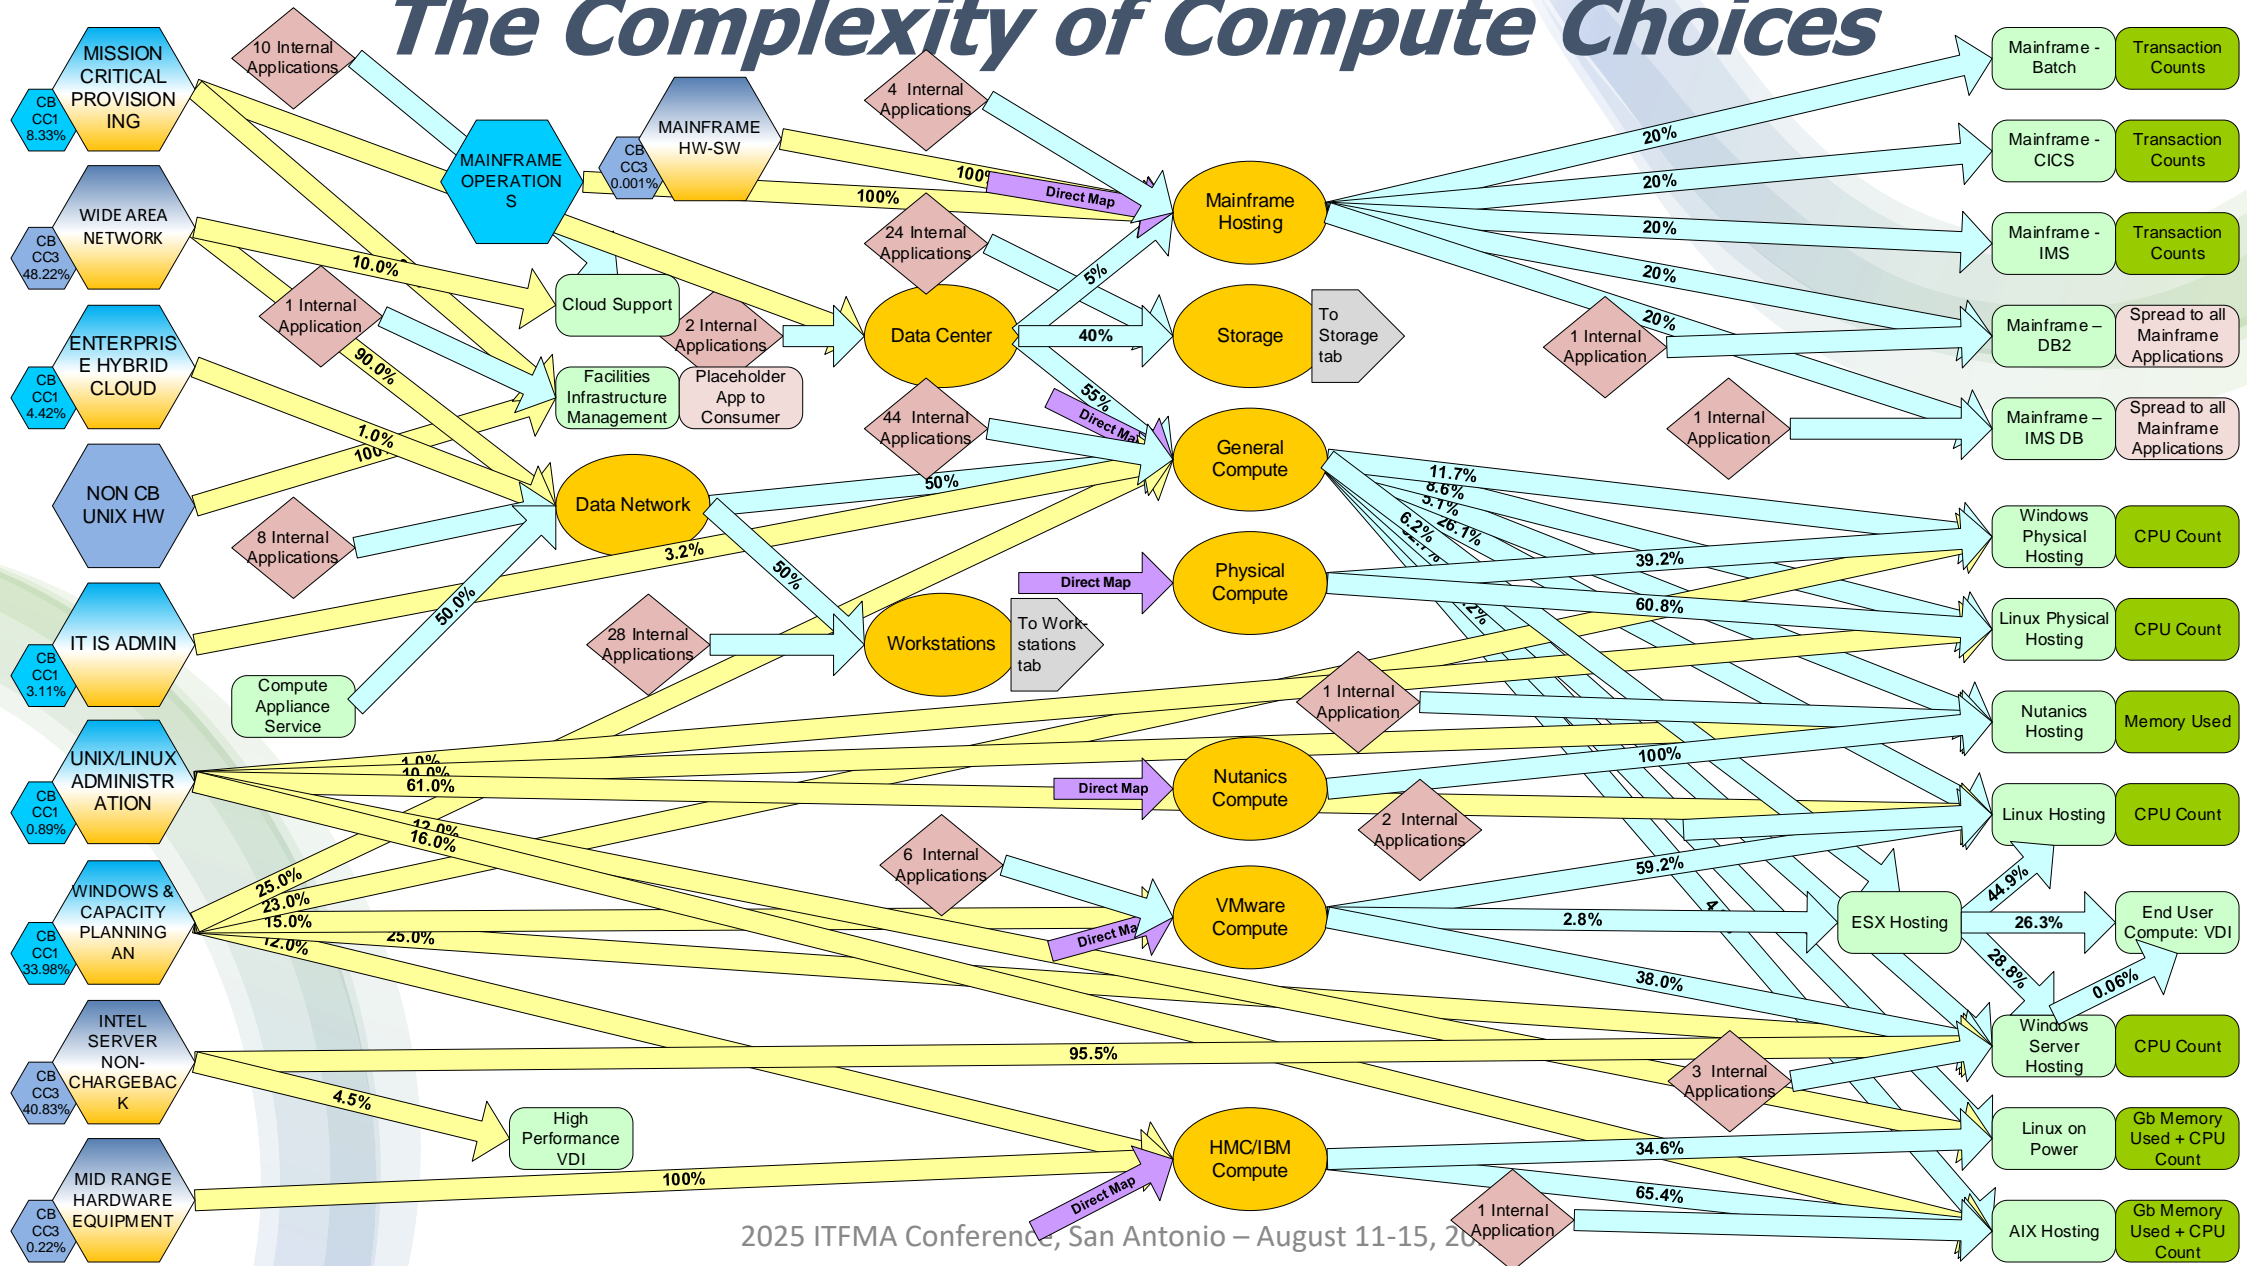 The Complexity of Compute Choices
MISSION
CRITICAL
PROVISION
ING
CB
CC1
8.33%
WIDE AREA
NETWORK
CB
CC3
48.22%
ENTERPRIS
E HYBRID
CLOUD
CB
CC1
4.42%
NON CB
UNIX HW
IT IS ADMIN
CB
CC1
3.11%
UNIX/LINUX
ADMINISTR
ATION
CB
CC1
0.89%
WINDOWS &
CAPACITY
PLANNING
AN
CB
CC1
33.98%
INTEL
SERVER
NON-
CHARGEBAC
K
CB
CC3
40.83%
MID RANGE
HARDWARE
EQUIPMENT
CB
CC3
0.22%
10 Internal
Applications
MAINFRAME
OPERATION
S
MAINFRAME
HW-SW
CB
CC3
0.001%
100%
100%
Direct Map
4 Internal
Applications
24 Internal
Applications
10.0%
Cloud Support
1 Internal
Application
2 Internal
Applications
90.0%
Facilities
Infrastructure
Management
Placeholder
App to
Consumer
1.0%
8 Internal
Applications
Data Network
50%
3.2%
50%
50.0%
Compute
Appliance
Service
28 Internal
Applications
Workstations
To Work-
stations
tab
Data Center
5%
40%
55%
Direct Map
44 Internal
Applications
Mainframe
Hosting
Storage
To
Storage
tab
General
Compute
Direct Map
Physical
Compute
Direct Map
Nutanics
Compute
6 Internal
Applications
Direct Ma
VMware
Compute
Direct Map
HMC/IBM
Compute
1.0%
10.0%
61.0%
12.0%
16.0%
25.0%
23.0%
15.0%
12.0%
25.0%
95.5%
4.5%
High
Performance
VDI
100%
20%
20%
20%
20%
20%
1 Internal
Application
1 Internal
Application
11.7%
8.6%
5.1%
26.1%
6.2%
39.2%
60.8%
1 Internal
Application
100%
2 Internal
Applications
59.2%
2.8%
38.0%
ESX Hosting
44.9%
26.3%
28.8%
0.06%
3 Internal
Applications
34.6%
65.4%
1 Internal
Application
Mainframe -
Batch
Transaction
Counts
Mainframe -
CICS
Transaction
Counts
Mainframe -
IMS
Transaction
Counts
Mainframe –
DB2
Spread to all
Mainframe
Applications
Mainframe –
IMS DB
Spread to all
Mainframe
Applications
Windows
Physical
Hosting
CPU Count
Linux Physical
Hosting
CPU Count
Nutanics
Hosting
Memory Used
Linux Hosting
CPU Count
End User
Compute: VDI
Windows
Server
Hosting
CPU Count
Linux on
Power
Gb Memory
Used + CPU
Count
AIX Hosting
Gb Memory
Used + CPU
Count
2025 ITFMA Conference, San Antonio – August 11-15, 20